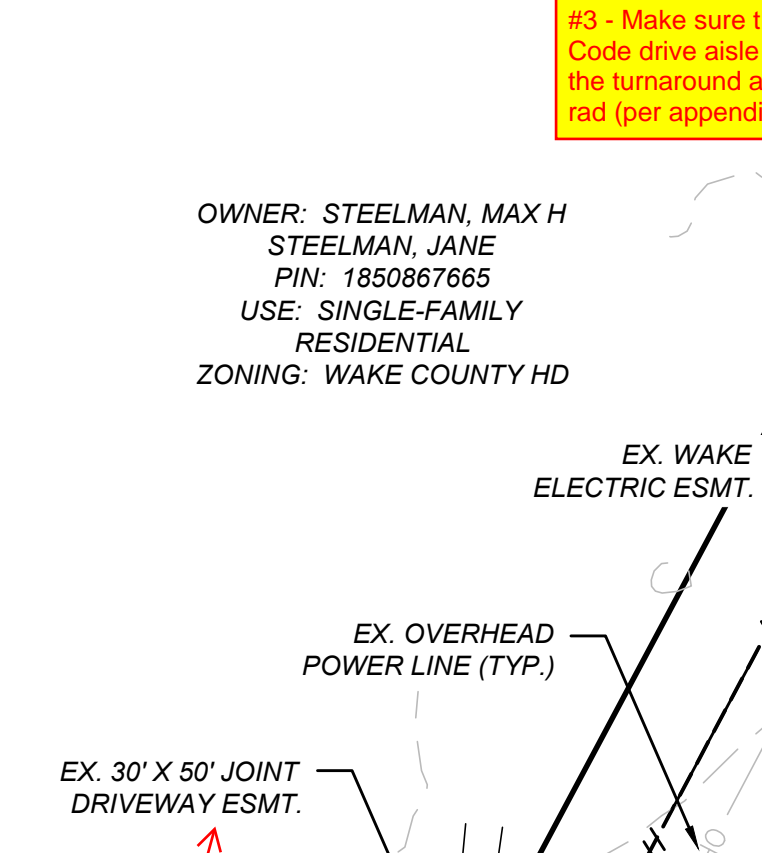 #3 - Make sure t
Code drive aisle
the turnaround a
rad (per appendi
OWNER: STEELMAN, MAX H
STEELMAN, JANE
PIN: 1850867665
USE: SINGLE-FAMILY
RESIDENTIAL
ZONING: WAKE COUNTY HD
EX. WAKE
ELECTRIC ESMT.
EX. OVERHEAD
POWER LINE (TYP.)
EX. 30' X 50' JOINT
DRIVEWAY ESMT.